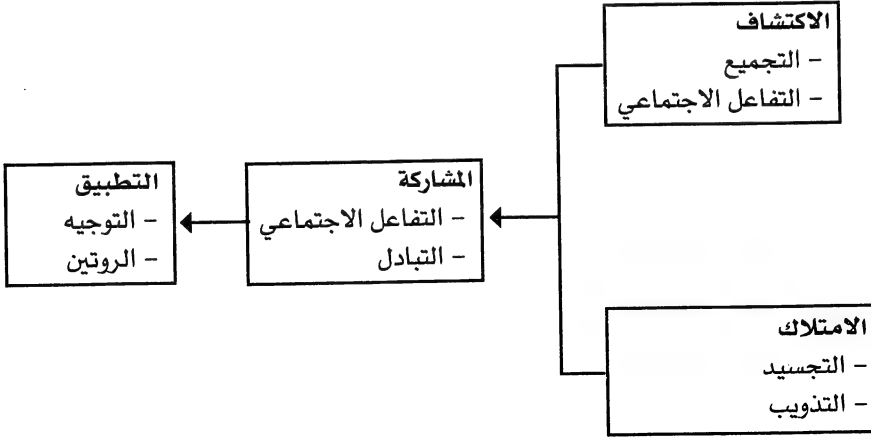 الاكتشاف
– التجميع
– التفاعل الاجتماعي
المشاركة
– التفاعل الاجتماعي
– التبادل
التطبيق
– التوجيه
– الروتين
الامتلاك
– التجسيد
– التذويب